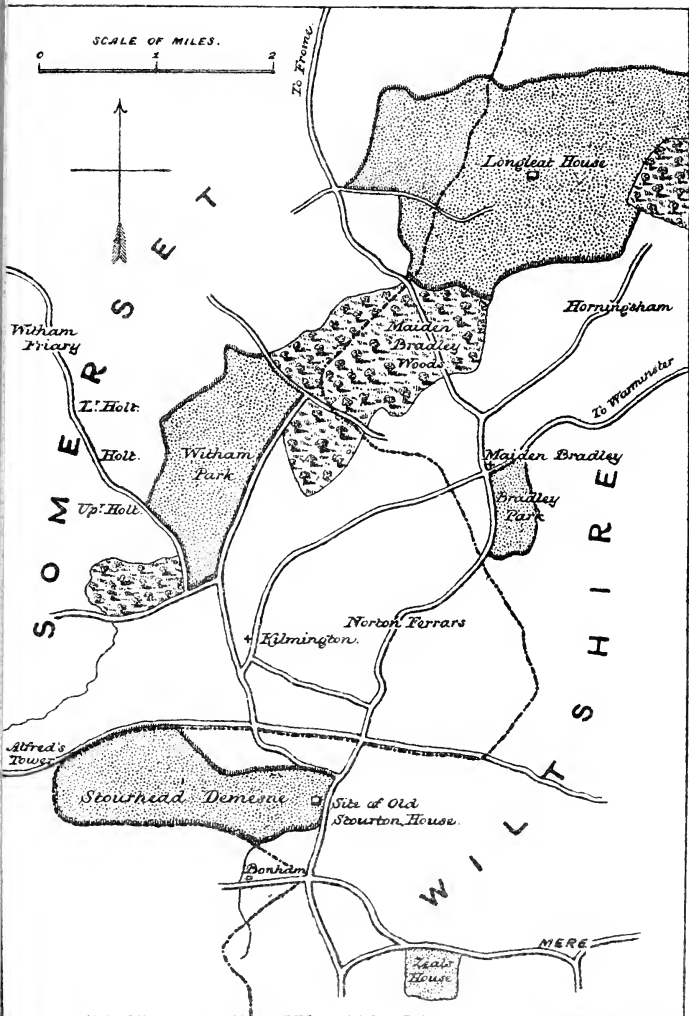 SCALE OF MILES.
0 1 2
To Frome.
Longleat House
SOMERSET
Horningsham
Maiden
Bradley
Wood
Witham
Friary
To Warminster
Lr. Holt.
Holt.
Witham
Park
Maiden Bradley
Bradley
Park
Upr. Holt
WILTSHIRE
Norton Ferrars
Kilmington.
Alfred's
Tower
Stourhead Demesne
Site of Old
Stourton House.
Bonham
MERE
Zeals
House